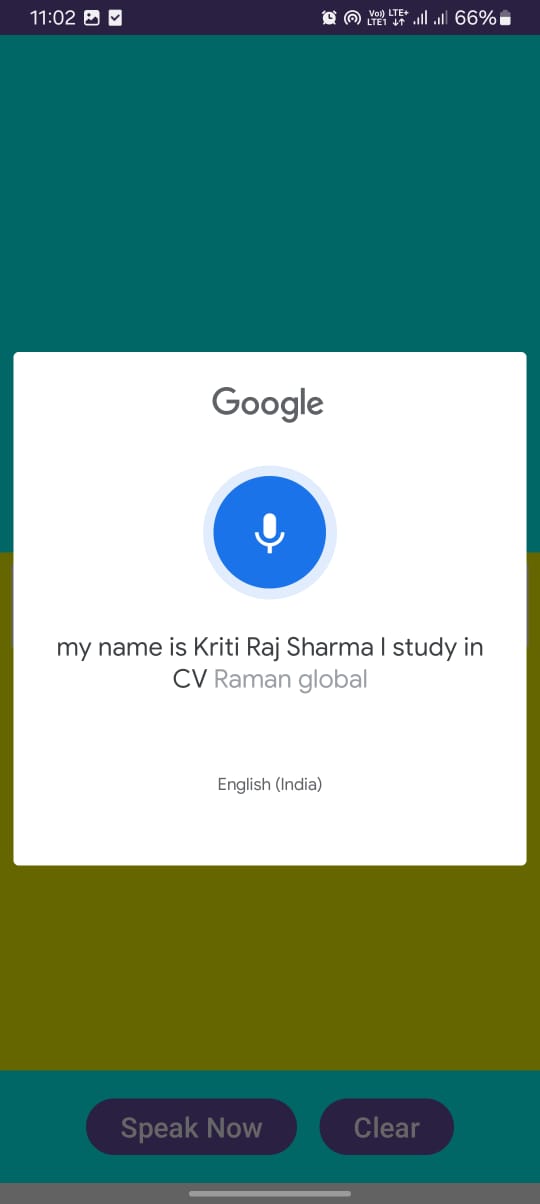 11:02 Vo) LTE+ LTE1 66%
Google
my name is Kriti Raj Sharma I study in
CV Raman global
English (India)
Speak Now Clear